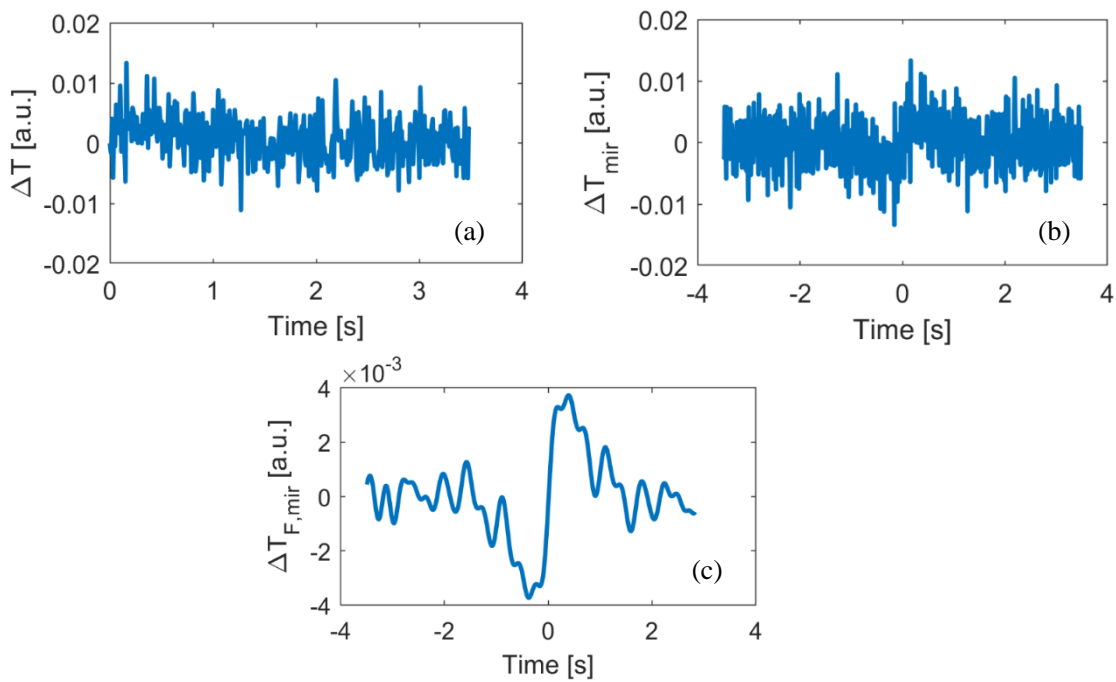 0.02
0.01
0
-0.01
-0.02
ΔT [a.u.]
(a)
0 1 2 3 4
Time [s]
0.02
0.01
0
-0.01
-0.02
ΔT_mir [a.u.]
(b)
-4 -2 0 2 4
Time [s]
×10^-3
4
2
0
-2
-4
ΔT_F,mir [a.u.]
(c)
-4 -2 0 2 4
Time [s]